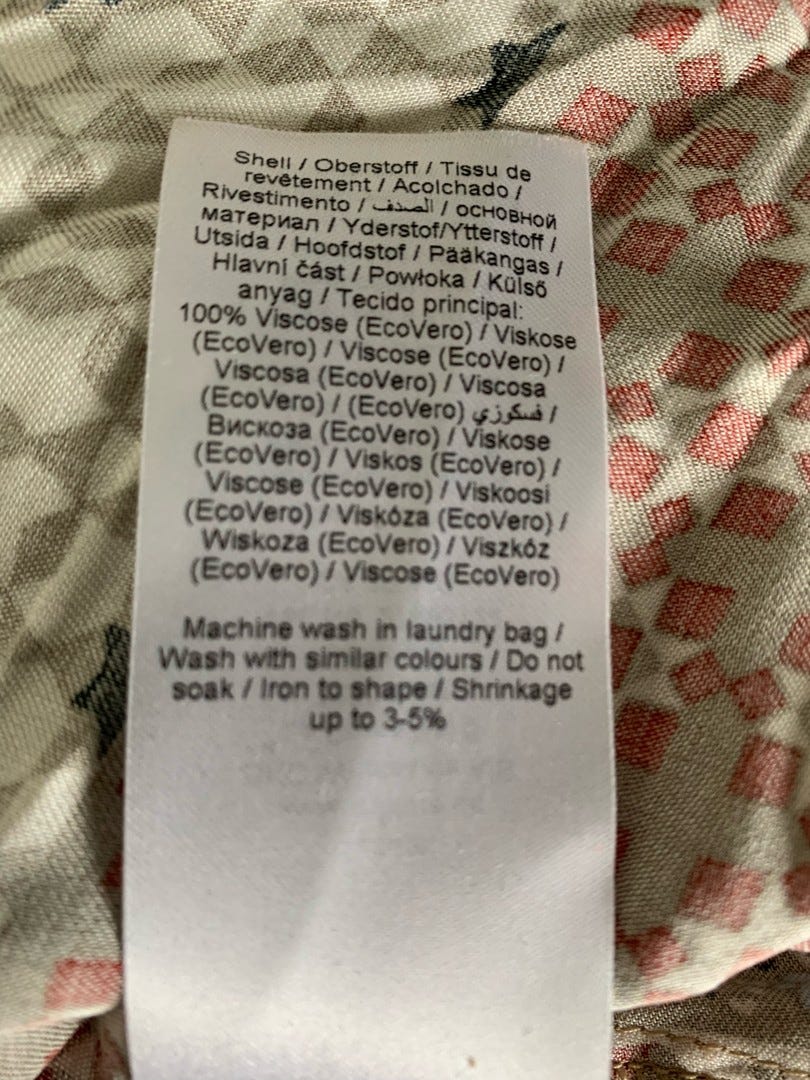 Shell / Oberstoff / Tissu de
revêtement / Acolchado /
Rivestimento / الصدف / основной
материал / Yderstof/Ytterstoff /
Utsida / Hoofdstof / Pääkangas /
Hlavní část / Powłoka / Külső
anyag / Tecido principal:
100% Viscose (EcoVero) / Viskose
(EcoVero) / Viscose (EcoVero) /
Viscosa (EcoVero) / Viscosa
(EcoVero) / (EcoVero) فسكوزي /
Вискоза (EcoVero) / Viskose
(EcoVero) / Viskos (EcoVero) /
Viscose (EcoVero) / Viskoosi
(EcoVero) / Viskóza (EcoVero) /
Wiskoza (EcoVero) / Viszkóz
(EcoVero) / Viscose (EcoVero)
Machine wash in laundry bag /
Wash with similar colours / Do not
soak / Iron to shape / Shrinkage
up to 3-5%